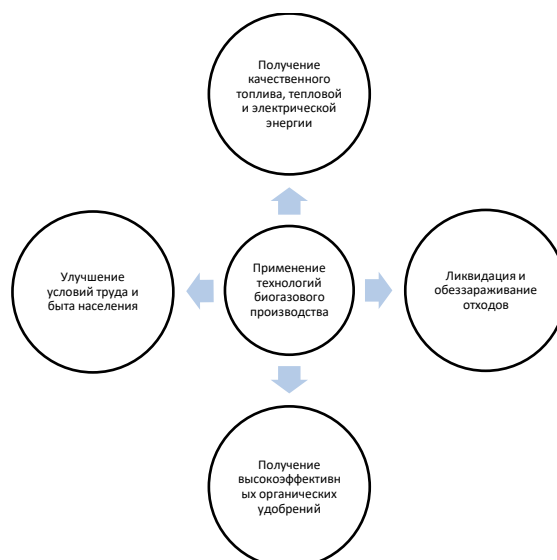 Получение
качественного
топлива, тепловой
и электрической
энергии
Улучшение
условий труда и
быта населения
Применение
технологий
биогазового
производства
Ликвидация и
обеззараживание
отходов
Получение
высокоэффективн
ых органических
удобрений